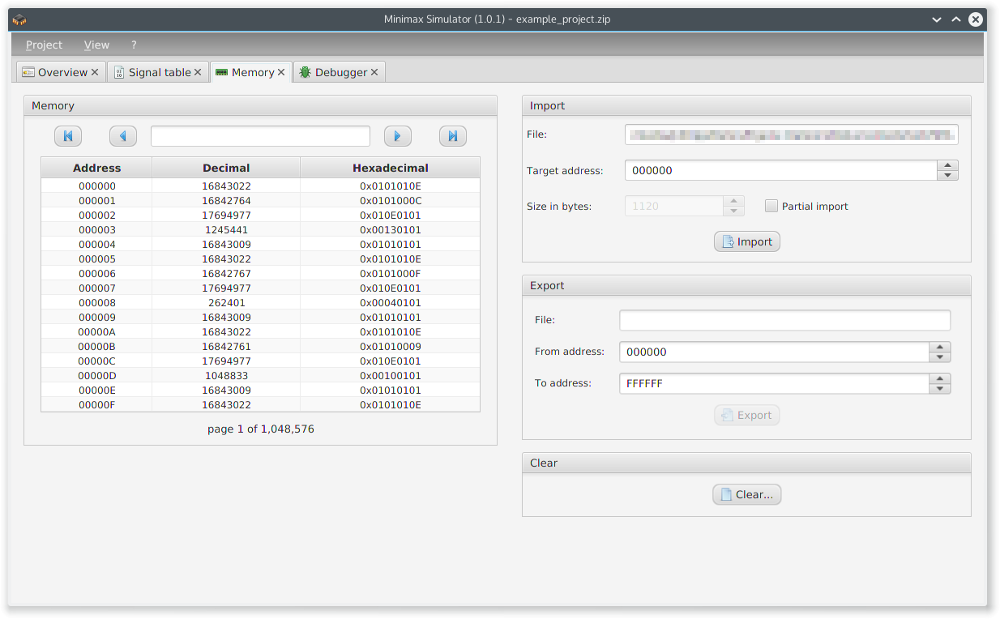 Minimax Simulator (1.0.1) - example_project.zip
Project View ?
Overview Signal table Memory Debugger
Memory
Address Decimal Hexadecimal
000000 16843022 0x0101010E
000001 16842764 0x0101000C
000002 17694977 0x010E0101
000003 1245441 0x00130101
000004 16843009 0x01010101
000005 16843022 0x0101010E
000006 16842767 0x0101000F
000007 17694977 0x010E0101
000008 262401 0x00040101
000009 16843009 0x01010101
00000A 16843022 0x0101010E
00000B 16842761 0x01010009
00000C 17694977 0x010E0101
00000D 1048833 0x00100101
00000E 16843009 0x01010101
00000F 16843022 0x0101010E
page 1 of 1,048,576
Import
File:
Target address: 000000
Size in bytes: 1120 Partial import
Import
Export
File:
From address: 000000
To address: FFFFFF
Export
Clear
Clear...